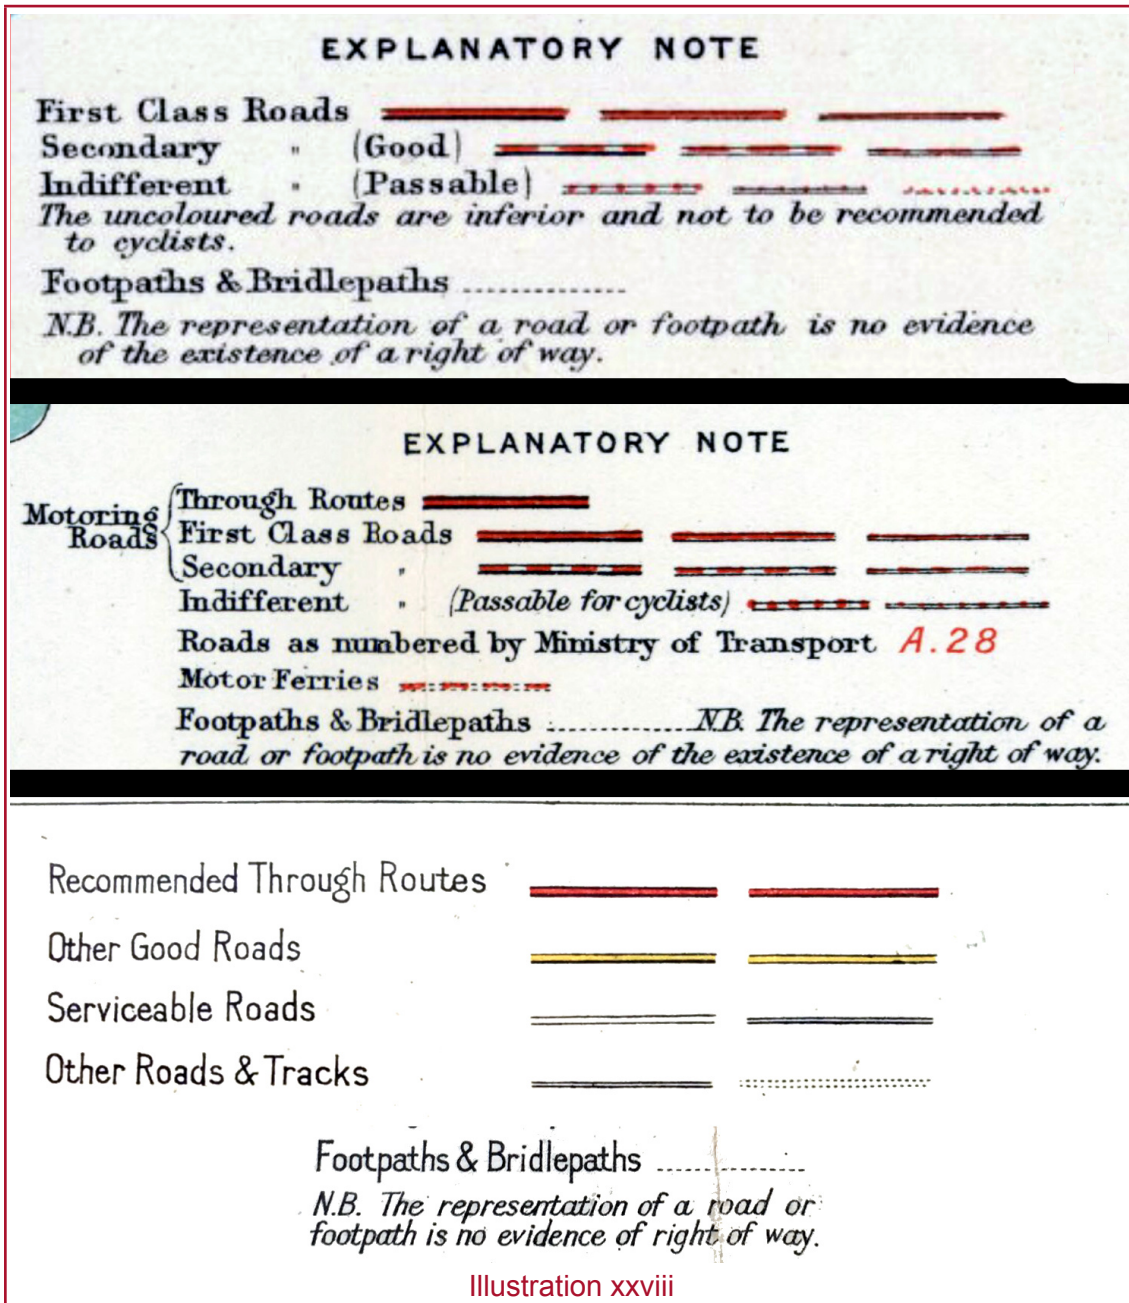 EXPLANATORY NOTE
First Class Roads
Secondary " (Good)
Indifferent " (Passable)
The uncoloured roads are inferior and not to be recommended
to cyclists.
Footpaths & Bridlepaths ..............
N.B. The representation of a road or footpath is no evidence
of the existence of a right of way.
EXPLANATORY NOTE
Motoring Roads
Through Routes
First Class Roads
Secondary "
Indifferent " (Passable for cyclists)
Roads as numbered by Ministry of Transport A.28
Motor Ferries
Footpaths & Bridlepaths ..............N.B. The representation of a
road or footpath is no evidence of the existence of a right of way.
Recommended Through Routes
Other Good Roads
Serviceable Roads
Other Roads & Tracks
Footpaths & Bridlepaths ..............
N.B. The representation of a road or
footpath is no evidence of right of way.
Illustration xxviii